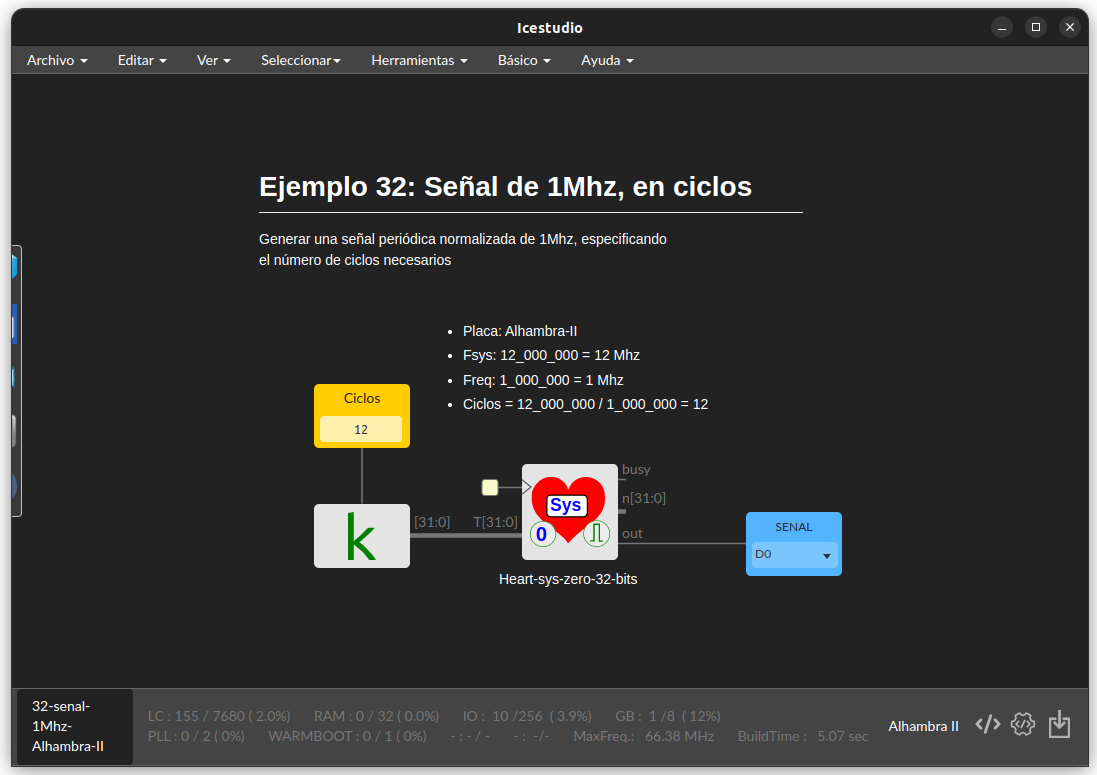 Icestudio
Archivo Editar Ver Seleccionar Herramientas Básico Ayuda
Ejemplo 32: Señal de 1Mhz, en ciclos
Generar una señal periódica normalizada de 1Mhz, especificando
el número de ciclos necesarios
• Placa: Alhambra-II
• Fsys: 12_000_000 = 12 Mhz
• Freq: 1_000_000 = 1 Mhz
• Ciclos = 12_000_000 / 1_000_000 = 12
Ciclos
12
k
[31:0]
T[31:0]
Sys
0
busy
n[31:0]
out
Heart-sys-zero-32-bits
SENAL
D0
32-senal-
1Mhz-
Alhambra-II
LC : 155 / 7680 ( 2.0%) RAM : 0 / 32 ( 0.0%) IO : 10 /256 ( 3.9%) GB : 1 /8 ( 12%)
PLL : 0 / 2 ( 0%) WARMBOOT : 0 / 1 ( 0%) - : - / - - : -/- MaxFreq.: 66.38 MHz BuildTime : 5.07 sec
Alhambra II